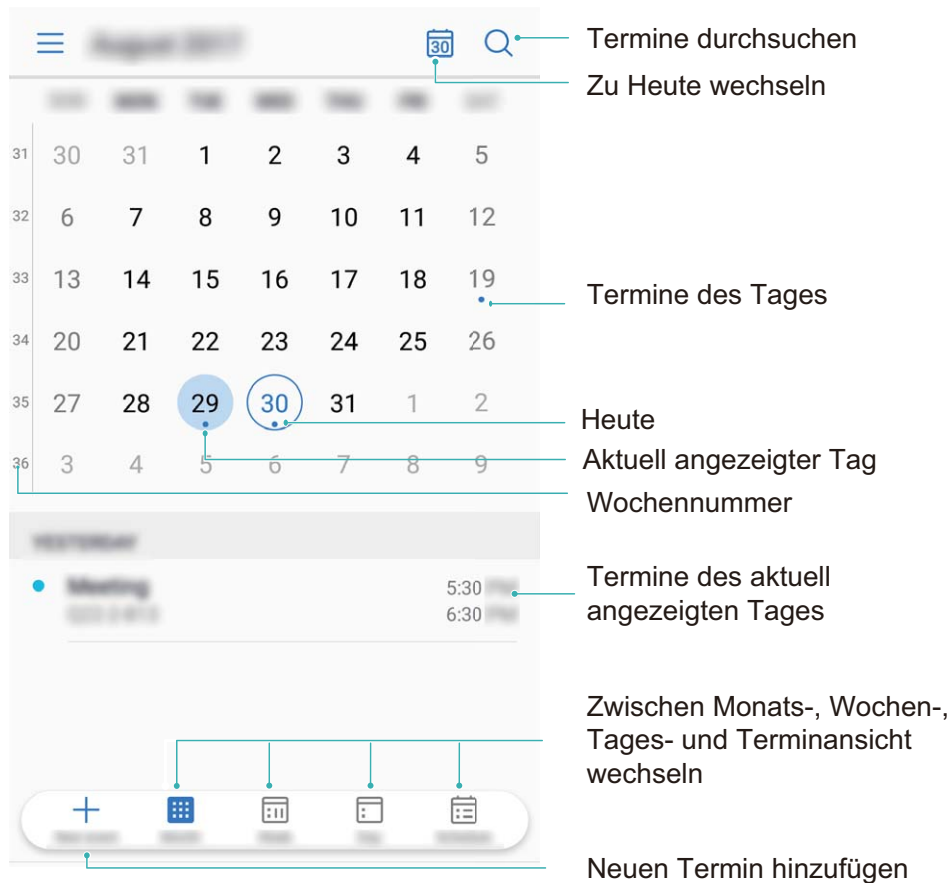 30
Termine durchsuchen
Zu Heute wechseln
31 30 31 1 2 3 4 5
32 6 7 8 9 10 11 12
33 13 14 15 16 17 18 19
Termine des Tages
34 20 21 22 23 24 25 26
35 27 28 29 30 31 1 2
Heute
Aktuell angezeigter Tag
36 3 4 5 6 7 8 9
Wochennummer
YESTERDAY
Meeting
5:30
6:30
Termine des aktuell
angezeigten Tages
Zwischen Monats-, Wochen-,
Tages- und Terminansicht
wechseln
Neuen Termin hinzufügen